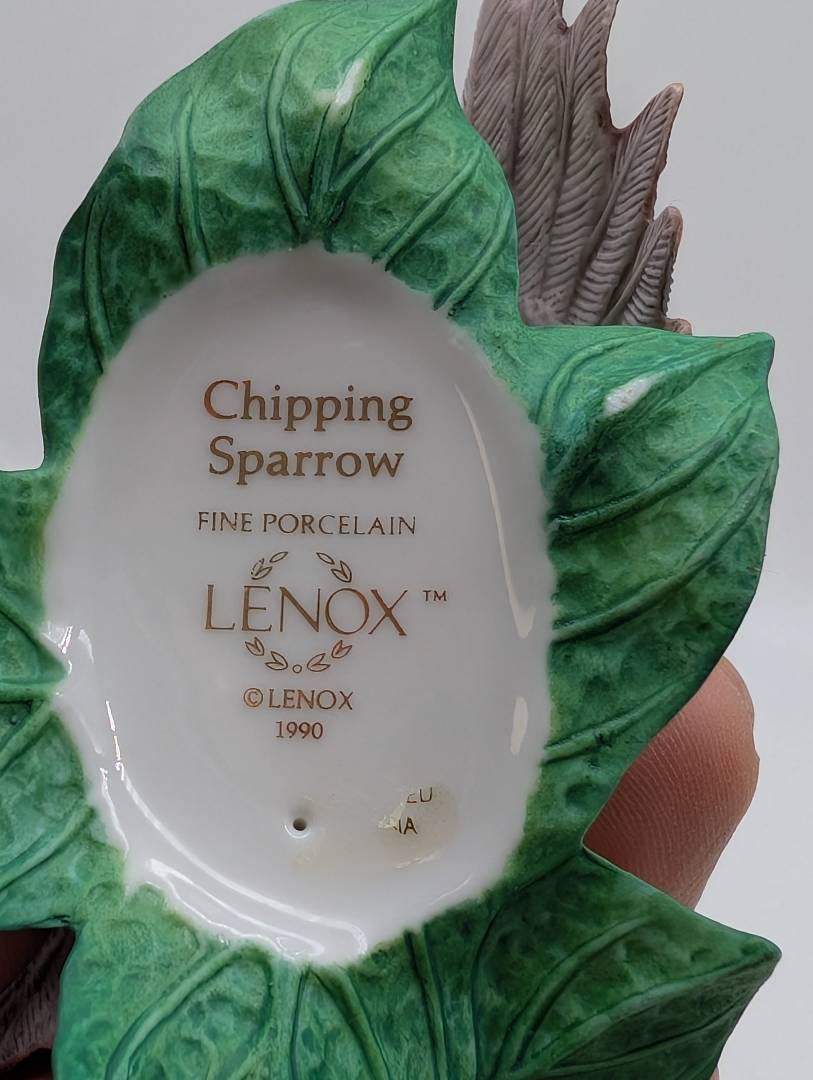 Chipping
Sparrow
FINE PORCELAIN
LENOX™
©LENOX
1990